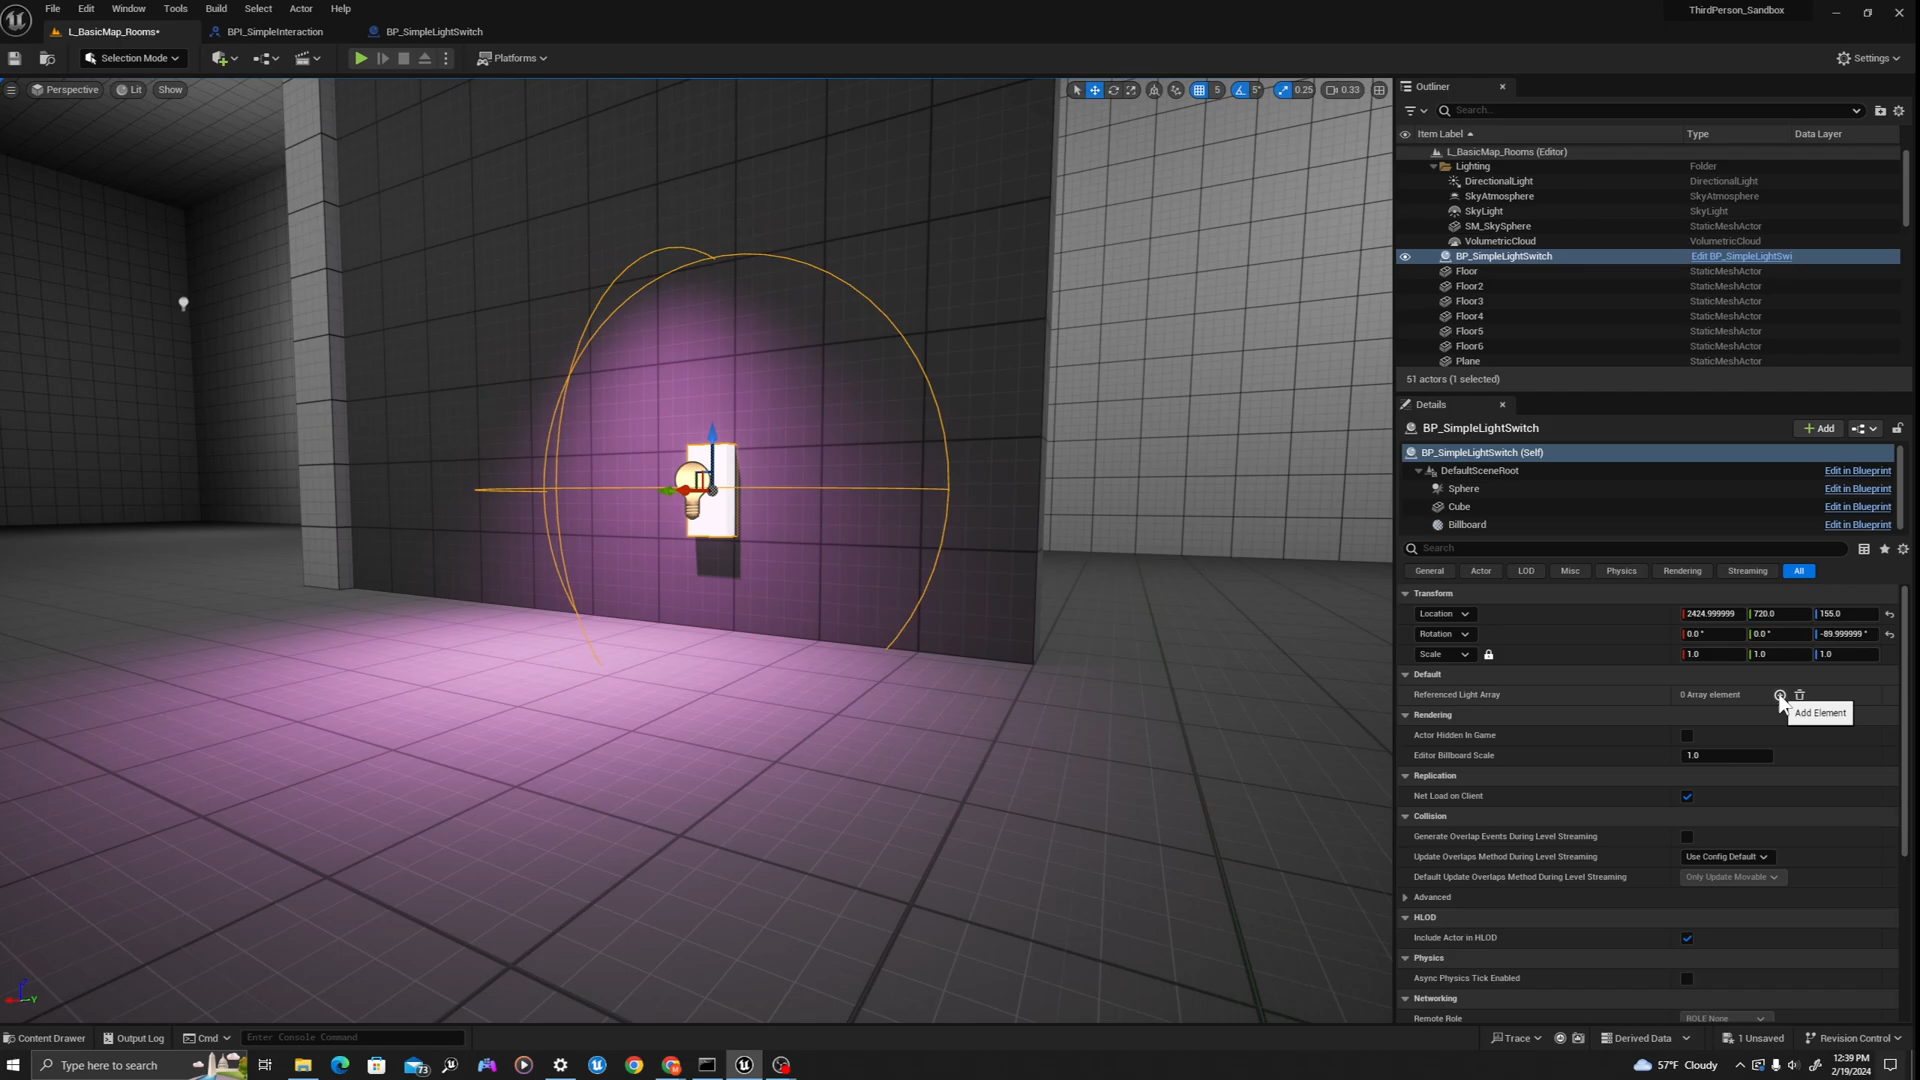 File Edit Window Tools Build Select Actor Help
ThirdPerson_Sandbox
L_BasicMap_Rooms* BPI_SimpleInteraction BP_SimpleLightSwitch
Selection Mode Platforms Settings
Perspective Lit Show 5 5° 0.25 0.33
Outliner
Search...
Item Label Type Data Layer
L_BasicMap_Rooms (Editor)
Lighting Folder
DirectionalLight DirectionalLight
SkyAtmosphere SkyAtmosphere
SkyLight SkyLight
SM_SkySphere StaticMeshActor
VolumetricCloud VolumetricCloud
BP_SimpleLightSwitch Edit BP_SimpleLightSwi
Floor StaticMeshActor
Floor2 StaticMeshActor
Floor3 StaticMeshActor
Floor4 StaticMeshActor
Floor5 StaticMeshActor
Floor6 StaticMeshActor
Plane StaticMeshActor
51 actors (1 selected)
Details
BP_SimpleLightSwitch Add
BP_SimpleLightSwitch (Self)
DefaultSceneRoot Edit in Blueprint
Sphere Edit in Blueprint
Cube Edit in Blueprint
Billboard Edit in Blueprint
Search
General Actor LOD Misc Physics Rendering Streaming All
Transform
Location 2424.999999 720.0 155.0
Rotation 0.0° 0.0° -89.999999°
Scale 1.0 1.0 1.0
Default
Referenced Light Array 0 Array element
Add Element
Rendering
Actor Hidden In Game
Editor Billboard Scale 1.0
Replication
Net Load on Client
Collision
Generate Overlap Events During Level Streaming
Update Overlaps Method During Level Streaming Use Config Default
Default Update Overlaps Method During Level Streaming Only Update Movable
Advanced
HLOD
Include Actor in HLOD
Physics
Async Physics Tick Enabled
Networking
Remote Role ROLE None
Content Drawer Output Log Cmd Enter Console Command Trace Derived Data 1 Unsaved Revision Control
Type here to search 73 57°F Cloudy 12:39 PM
2/19/2024